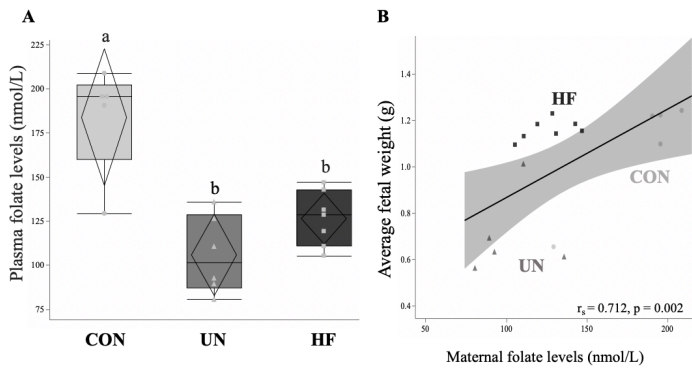 A
Plasma folate levels (nmol/L)
225
200
175
150
125
100
75
a
b
b
CON
UN
HF
B
Average fetal weight (g)
1.4
1.2
1.0
0.8
0.6
0.4
HF
CON
UN
rs = 0.712, p = 0.002
50
100
150
200
Maternal folate levels (nmol/L)